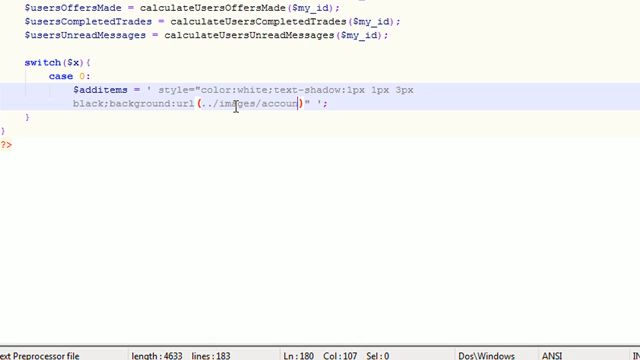 $usersOffersMade = calculateUsersOffersMade($my_id);
$usersCompletedTrades = calculateUsersCompletedTrades($my_id);
$usersUnreadMessages = calculateUsersUnreadMessages($my_id);
switch($x){
case 0:
$additems = ' style="color:white;text-shadow:1px 1px 3px
black;background:url(../images/accoun)" ';
}
}
?>
ext Preprocessor file length : 4633 lines : 183 Ln : 180 Col : 107 Sel : 0 Dos\Windows ANSI